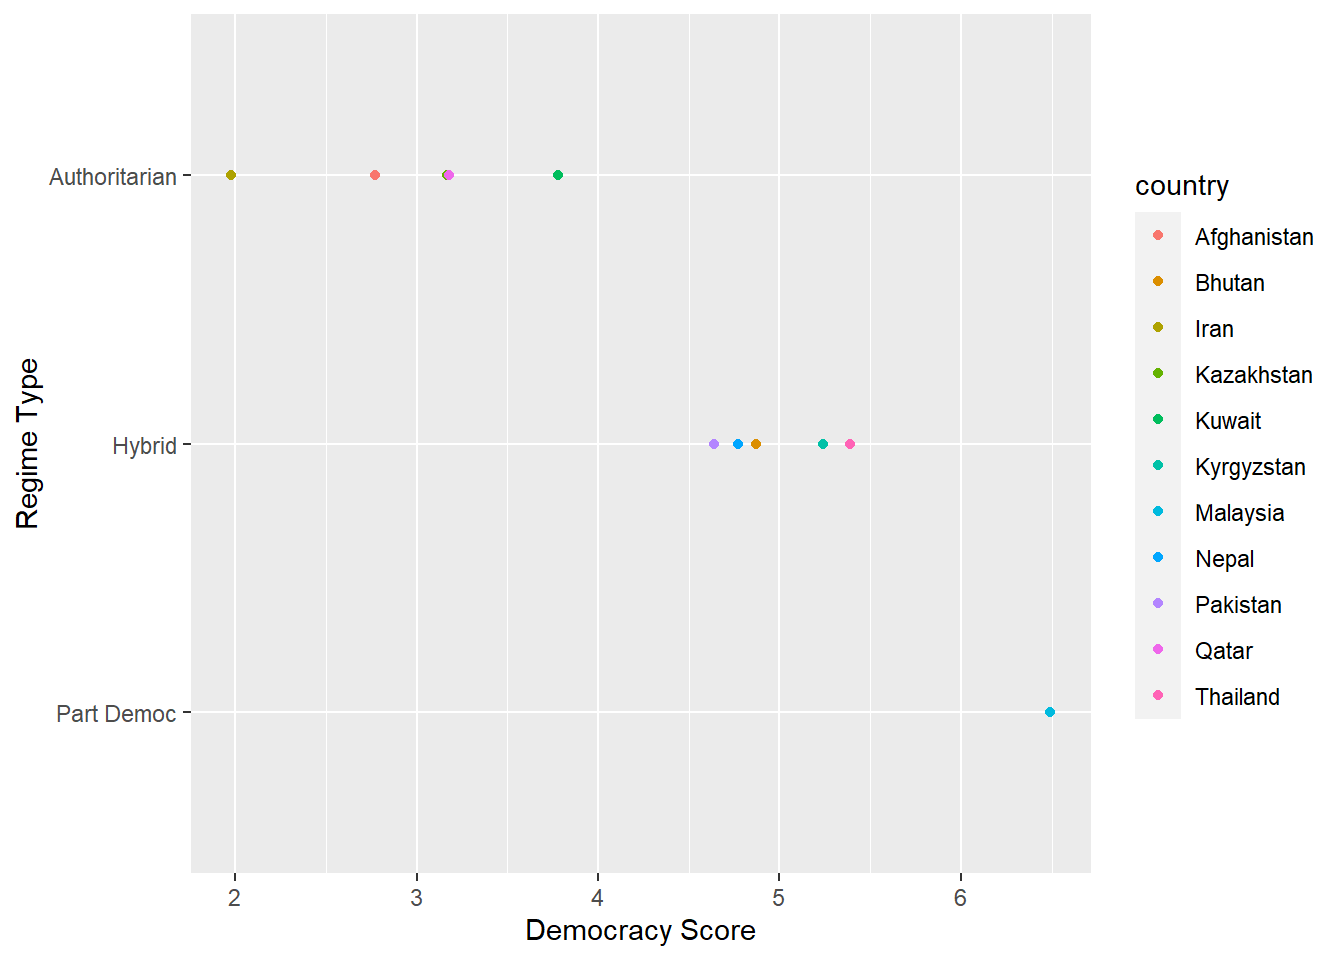 Authoritarian
Hybrid
Part Democ
Regime Type
2 3 4 5 6
Democracy Score
country
Afghanistan
Bhutan
Iran
Kazakhstan
Kuwait
Kyrgyzstan
Malaysia
Nepal
Pakistan
Qatar
Thailand